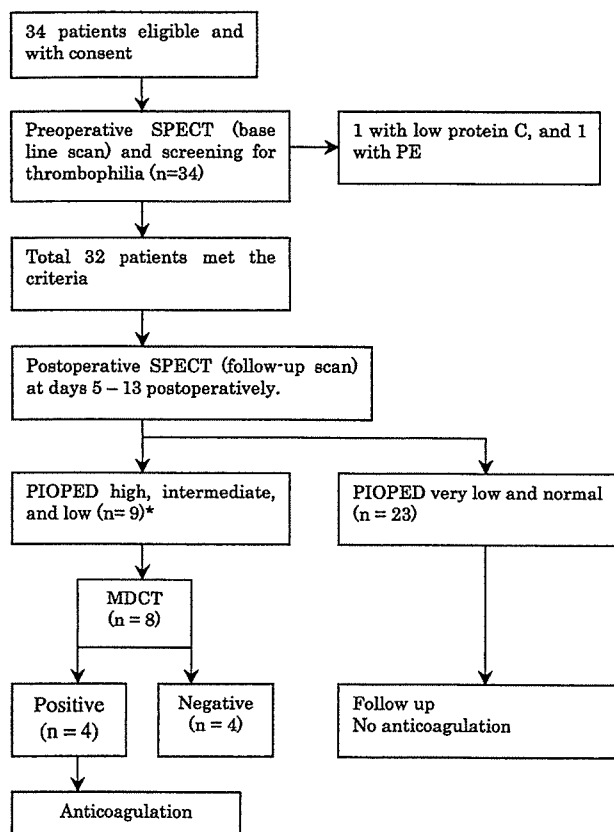 34 patients eligible and
with consent
Preoperative SPECT (base
line scan) and screening for
thrombophilia (n=34)
1 with low protein C, and 1
with PE
Total 32 patients met the
criteria
Postoperative SPECT (follow-up scan)
at days 5 – 13 postoperatively.
PIOPED high, intermediate,
and low (n= 9)*
PIOPED very low and normal
(n = 23)
MDCT
(n = 8)
Positive
(n = 4)
Negative
(n = 4)
Follow up
No anticoagulation
Anticoagulation